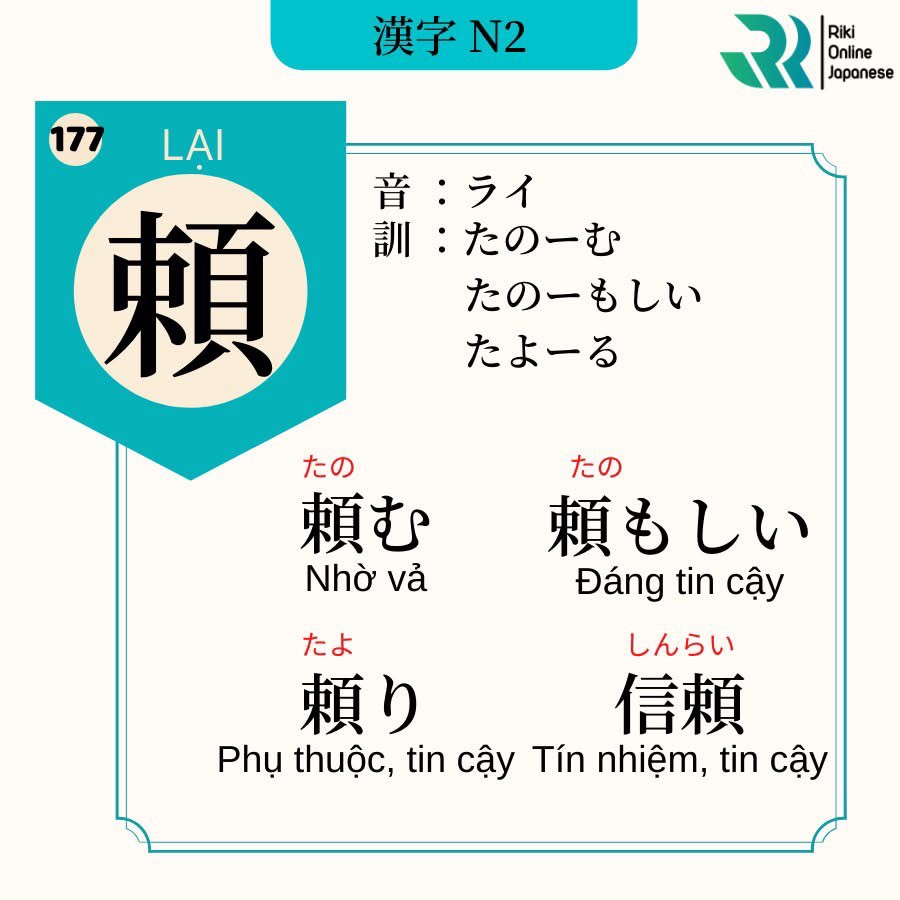 漢字 N2
Riki
Online
Japanese
177
LẠI
頼
音 ：ライ
訓 ：たのーむ
たのーもしい
たよーる
たの
頼む
Nhờ vả
たの
頼もしい
Đáng tin cậy
たよ
頼り
Phụ thuộc, tin cậy
しんらい
信頼
Tín nhiệm, tin cậy